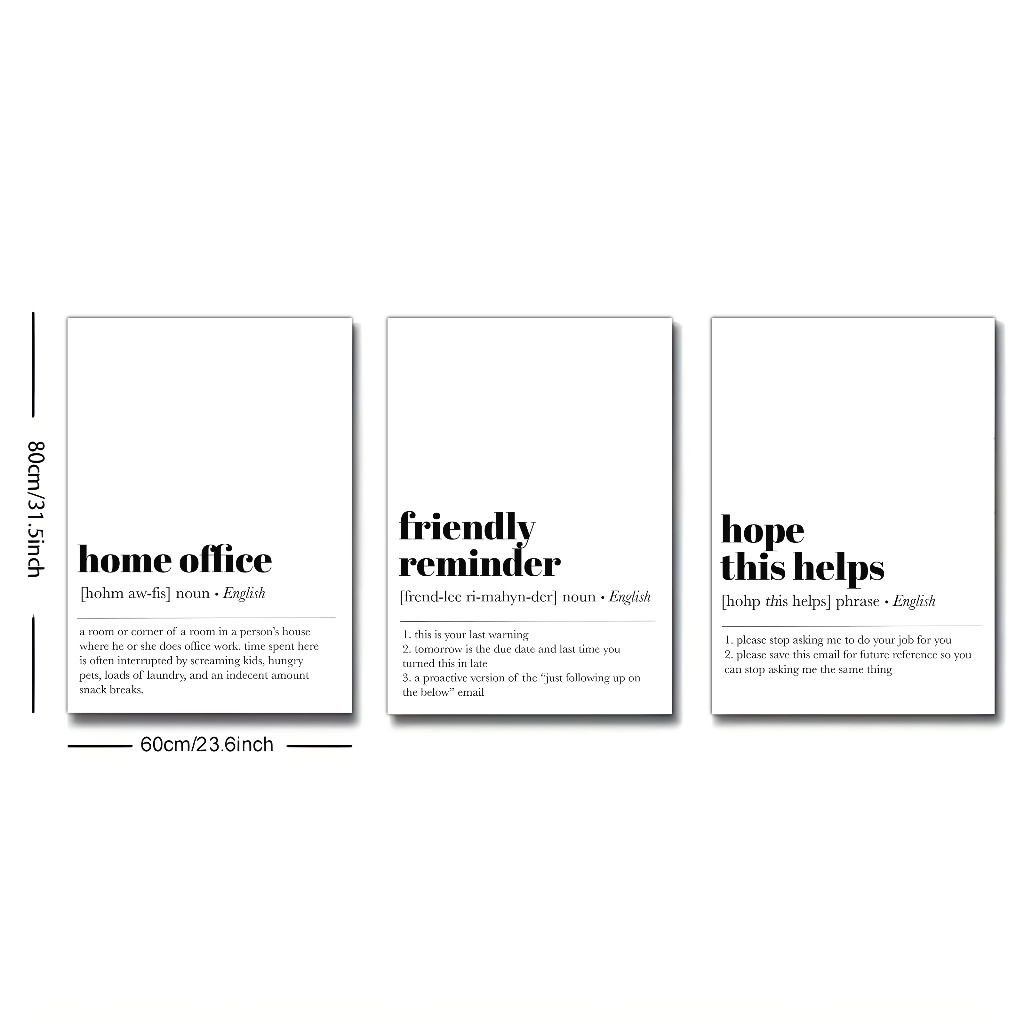 80cm/31.5inch
home office
[hohm aw-fis] noun • English
a room or corner of a room in a person's house
where he or she does office work. time spent here
is often interrupted by screaming kids, hungry
pets, loads of laundry, and an indecent amount
snack breaks.
60cm/23.6inch
friendly
reminder
[frend-lee ri-mahyn-der] noun • English
1. this is your last warning
2. tomorrow is the due date and last time you
turned this in late
3. a proactive version of the “just following up on
the below” email
hope
this helps
[hohp this helps] phrase • English
1. please stop asking me to do your job for you
2. please save this email for future reference so you
can stop asking me the same thing